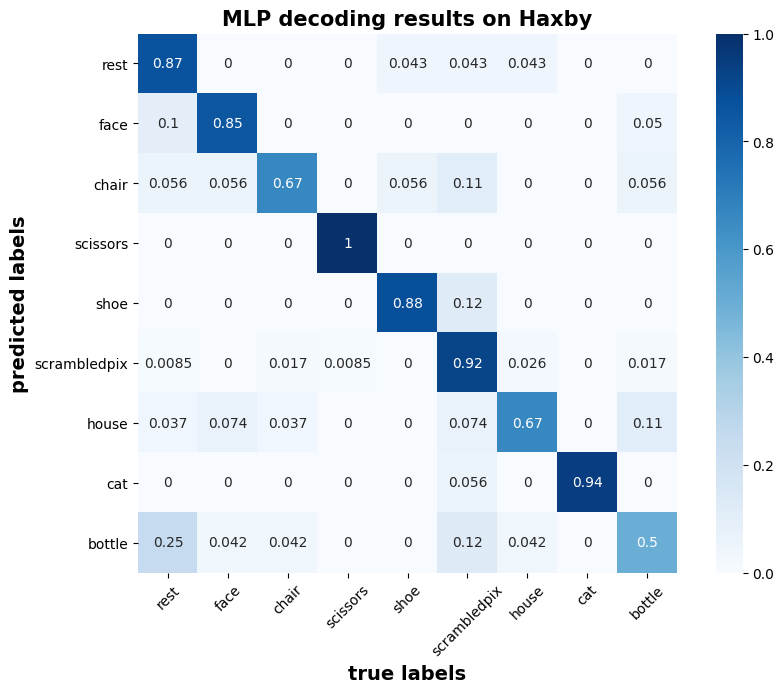 MLP decoding results on Haxby
predicted labels
rest 0.87 0 0 0 0.043 0.043 0.043 0 0
face 0.1 0.85 0 0 0 0 0 0 0.05
chair 0.056 0.056 0.67 0 0.056 0.11 0 0 0.056
scissors 0 0 0 1 0 0 0 0 0
shoe 0 0 0 0 0.88 0.12 0 0 0
scrambledpix 0.0085 0 0.017 0.0085 0 0.92 0.026 0 0.017
house 0.037 0.074 0.037 0 0 0.074 0.67 0 0.11
cat 0 0 0 0 0 0.056 0 0.94 0
bottle 0.25 0.042 0.042 0 0 0.12 0.042 0 0.5
rest face chair scissors shoe scrambledpix house cat bottle
true labels
1.0
0.8
0.6
0.4
0.2
0.0